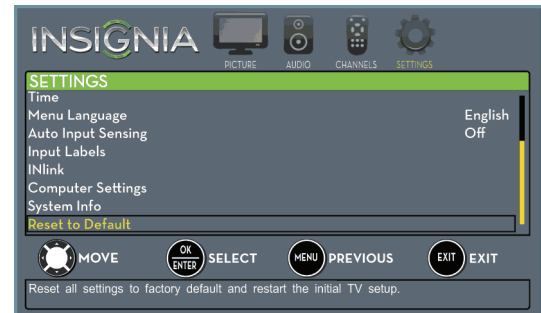 INSIGNIA
PICTURE AUDIO CHANNELS SETTINGS
SETTINGS
Time
Menu Language English
Auto Input Sensing Off
Input Labels
INlink
Computer Settings
System Info
Reset to Default
MOVE OK ENTER SELECT MENU PREVIOUS EXIT EXIT
Reset all settings to factory default and restart the initial TV setup.